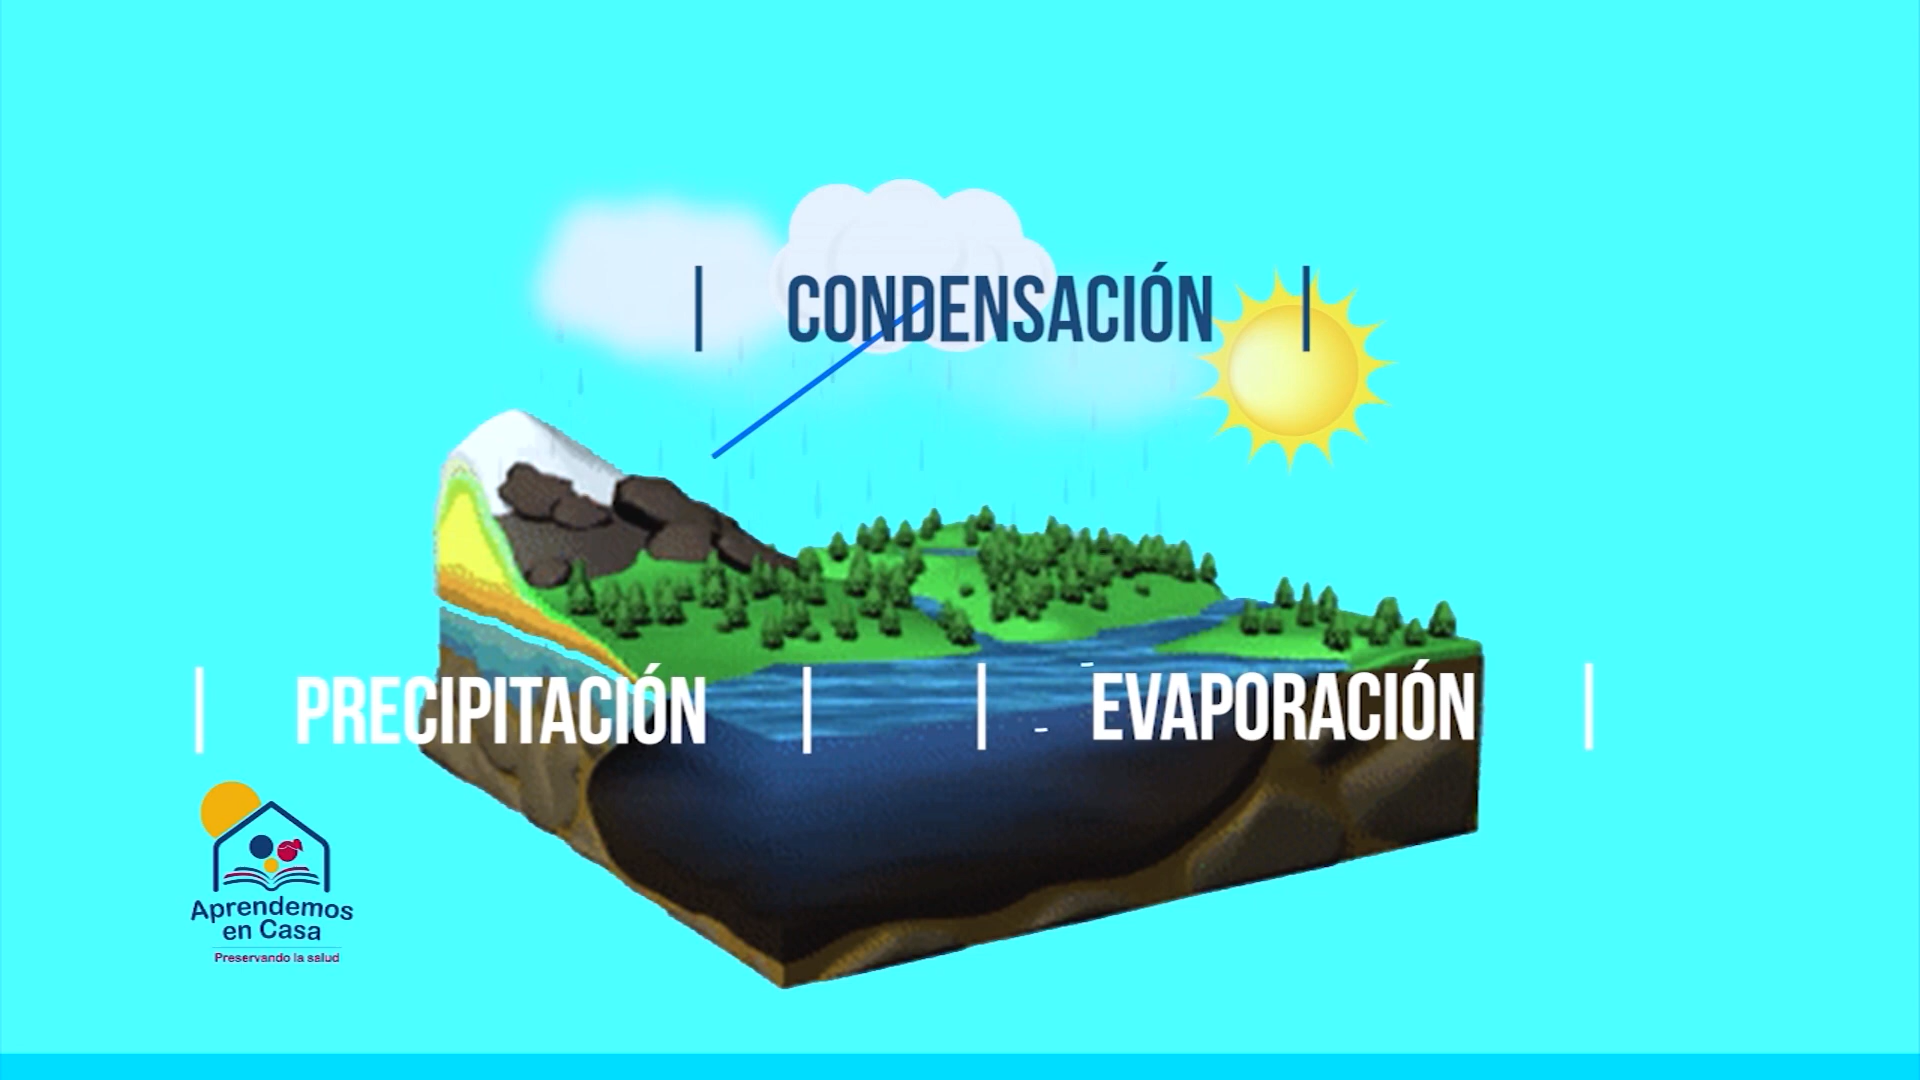 CONDENSACIÓN
PRECIPITACIÓN
EVAPORACIÓN
Aprendemos
en Casa
Preservando la salud